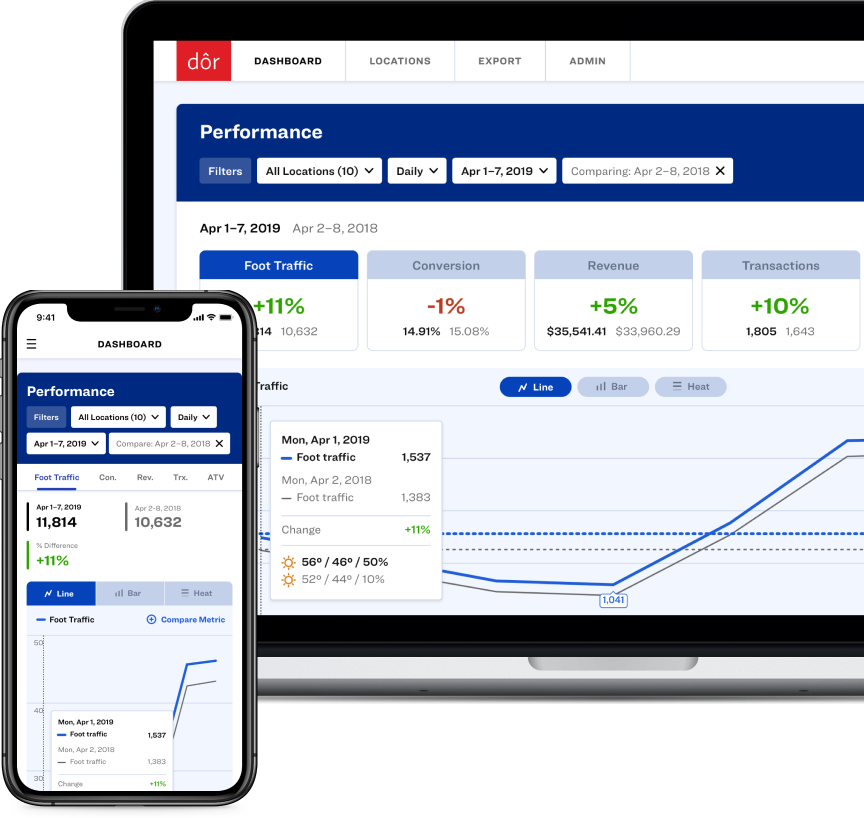 dôr DASHBOARD LOCATIONS EXPORT ADMIN
Performance
Filters All Locations (10) Daily Apr 1–7, 2019 Comparing: Apr 2–8, 2018
Apr 1–7, 2019 Apr 2–8, 2018
Foot Traffic Conversion Revenue Transactions
+11% -1% +5% +10%
314 10,632 14.91% 15.08% $35,541.41 $33,960.29 1,805 1,643
Traffic Line Bar Heat
Mon, Apr 1, 2019
Foot traffic 1,537
Mon, Apr 2, 2018
Foot traffic 1,383
Change +11%
56º / 46º / 50%
52º / 44º / 10%
1,041
9:41
DASHBOARD
Performance
Filters All Locations (10) Daily
Apr 1–7, 2019 Compare: Apr 2–8, 2018
Foot Traffic Con. Rev. Trx. ATV
Apr 1–7, 2019 Apr 2–8, 2018
11,814 10,632
% Difference
+11%
Line Bar Heat
Foot Traffic Compare Metric
50
40
Mon, Apr 1, 2019
Foot traffic 1,537
Mon, Apr 2, 2018
Foot traffic 1,383
30
Change +11%